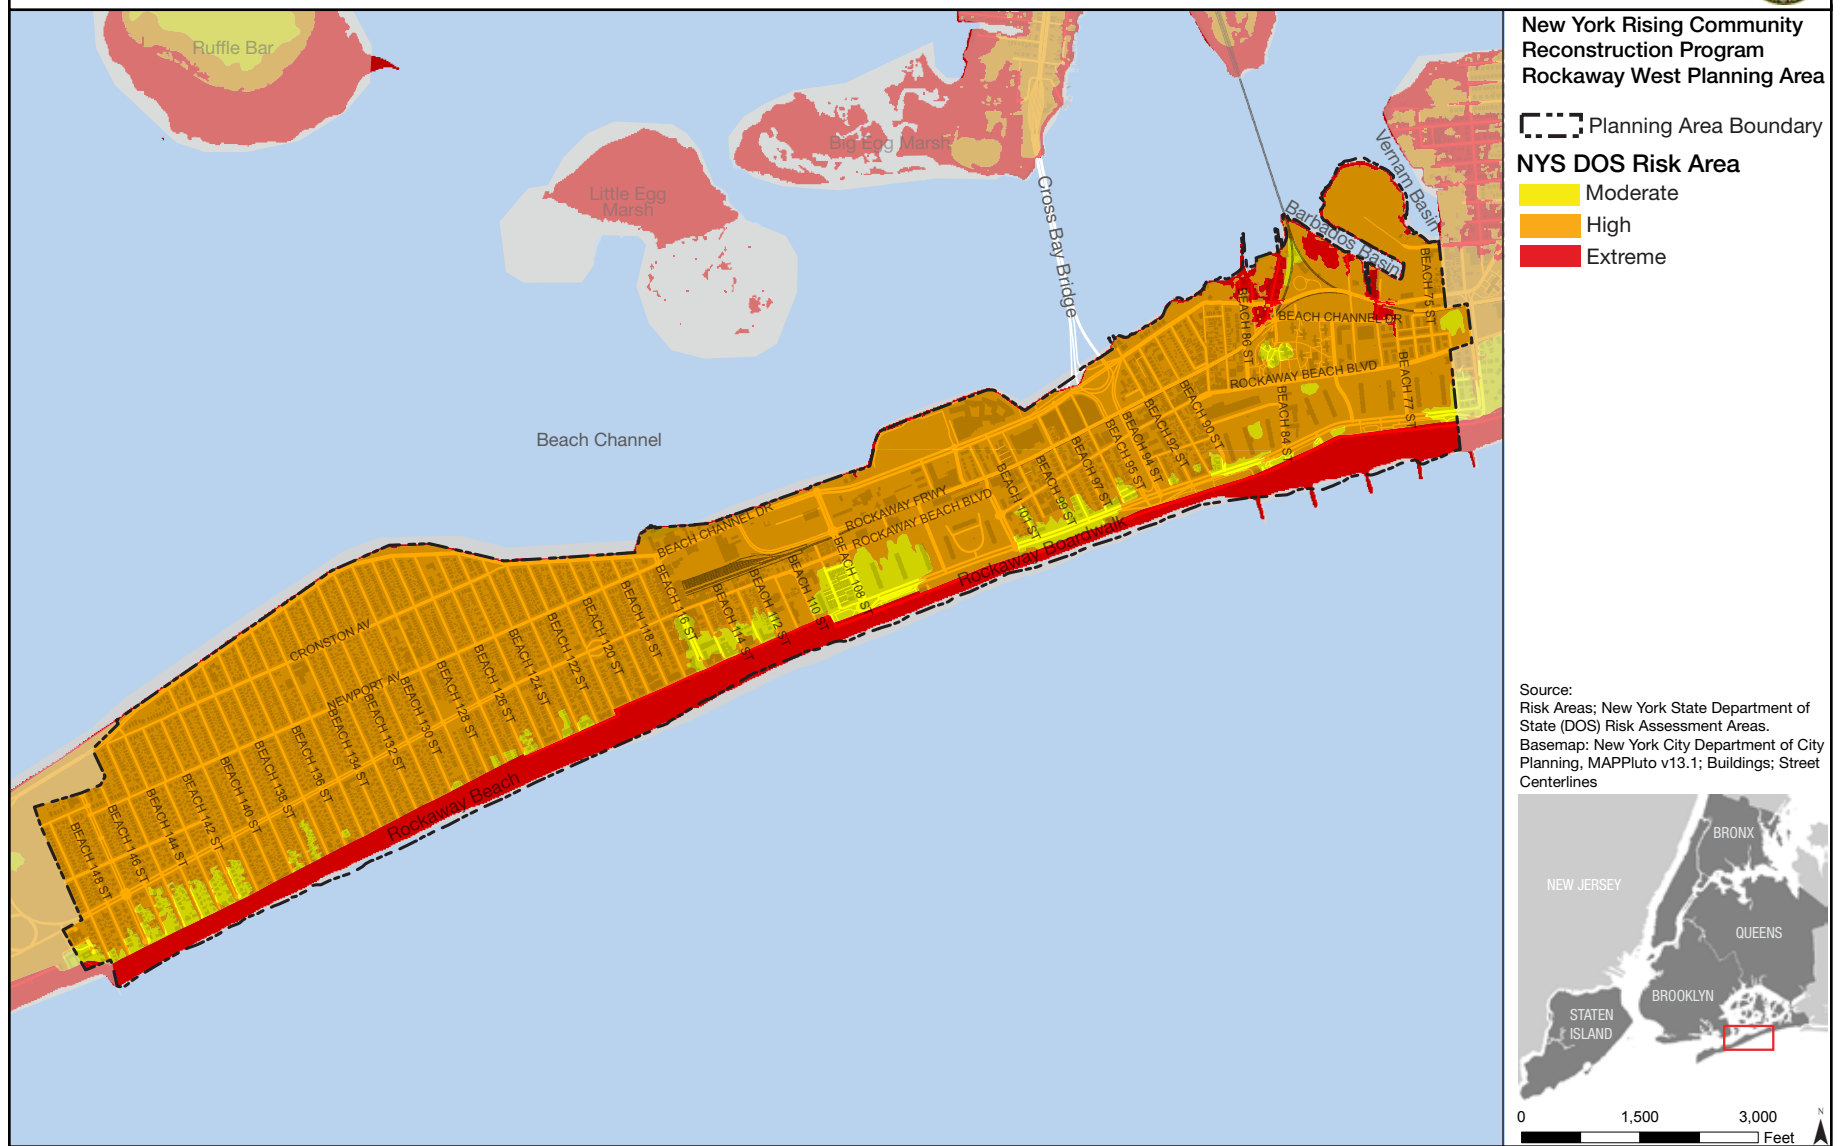 New York Rising Community
Reconstruction Program
Rockaway West Planning Area
Planning Area Boundary
NYS DOS Risk Area
Moderate
High
Extreme
Ruffle Bar
Big Egg Marsh
Little Egg
Marsh
Cross Bay Bridge
Vernam Basin
Barbados Basin
BEACH 75 ST
BEACH CHANNEL DR
BEACH 86 ST
ROCKAWAY BEACH BLVD
BEACH 77 ST
BEACH 84 ST
BEACH 90 ST
BEACH 92 ST
BEACH 94 ST
BEACH 95 ST
BEACH 97 ST
BEACH 99 ST
BEACH 101 ST
Beach Channel
ROCKAWAY FRWY
ROCKAWAY BEACH BLVD
BEACH CHANNEL DR
Rockaway Boardwalk
BEACH 108 ST
BEACH 110 ST
BEACH 112 ST
BEACH 114 ST
BEACH 116 ST
BEACH 118 ST
BEACH 120 ST
BEACH 122 ST
BEACH 124 ST
BEACH 126 ST
BEACH 128 ST
BEACH 130 ST
BEACH 132 ST
BEACH 134 ST
BEACH 136 ST
BEACH 138 ST
BEACH 140 ST
BEACH 142 ST
BEACH 144 ST
BEACH 146 ST
BEACH 148 ST
CRONSTON AV
NEWPORT AV
Rockaway Beach
Source:
Risk Areas; New York State Department of
State (DOS) Risk Assessment Areas.
Basemap: New York City Department of City
Planning, MAPPluto v13.1; Buildings; Street
Centerlines
BRONX
NEW JERSEY
QUEENS
BROOKLYN
STATEN
ISLAND
0 1,500 3,000
Feet
N